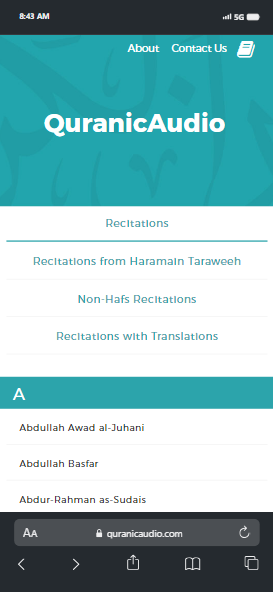 8:43 AM
5G
About Contact Us
QuranicAudio
Recitations
Recitations from Haramain Taraweeh
Non-Hafs Recitations
Recitations with Translations
A
Abdullah Awad al-Juhani
Abdullah Basfar
Abdur-Rahman as-Sudais
AA quranicaudio.com